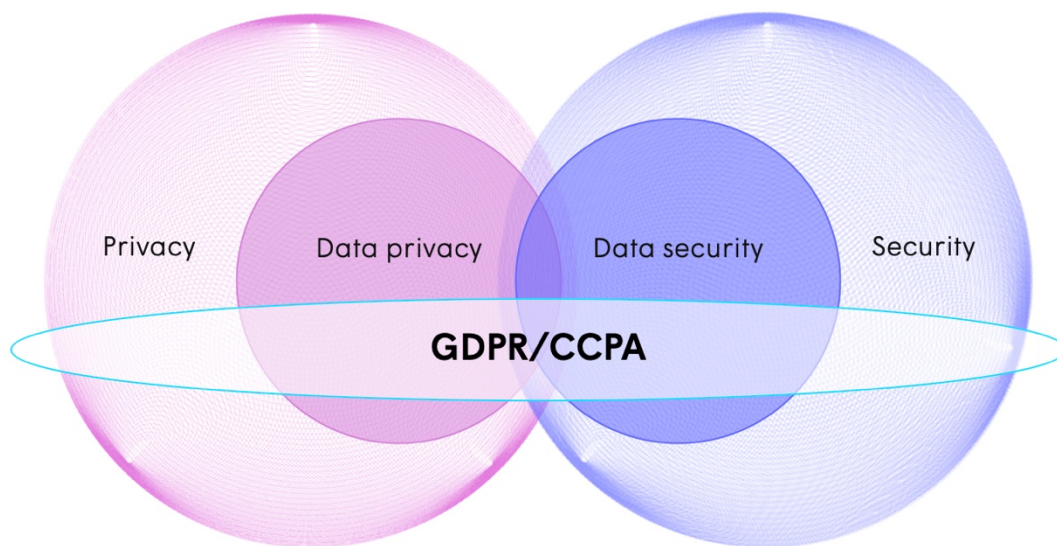 Privacy
Data privacy
Data security
Security
GDPR/CCPA